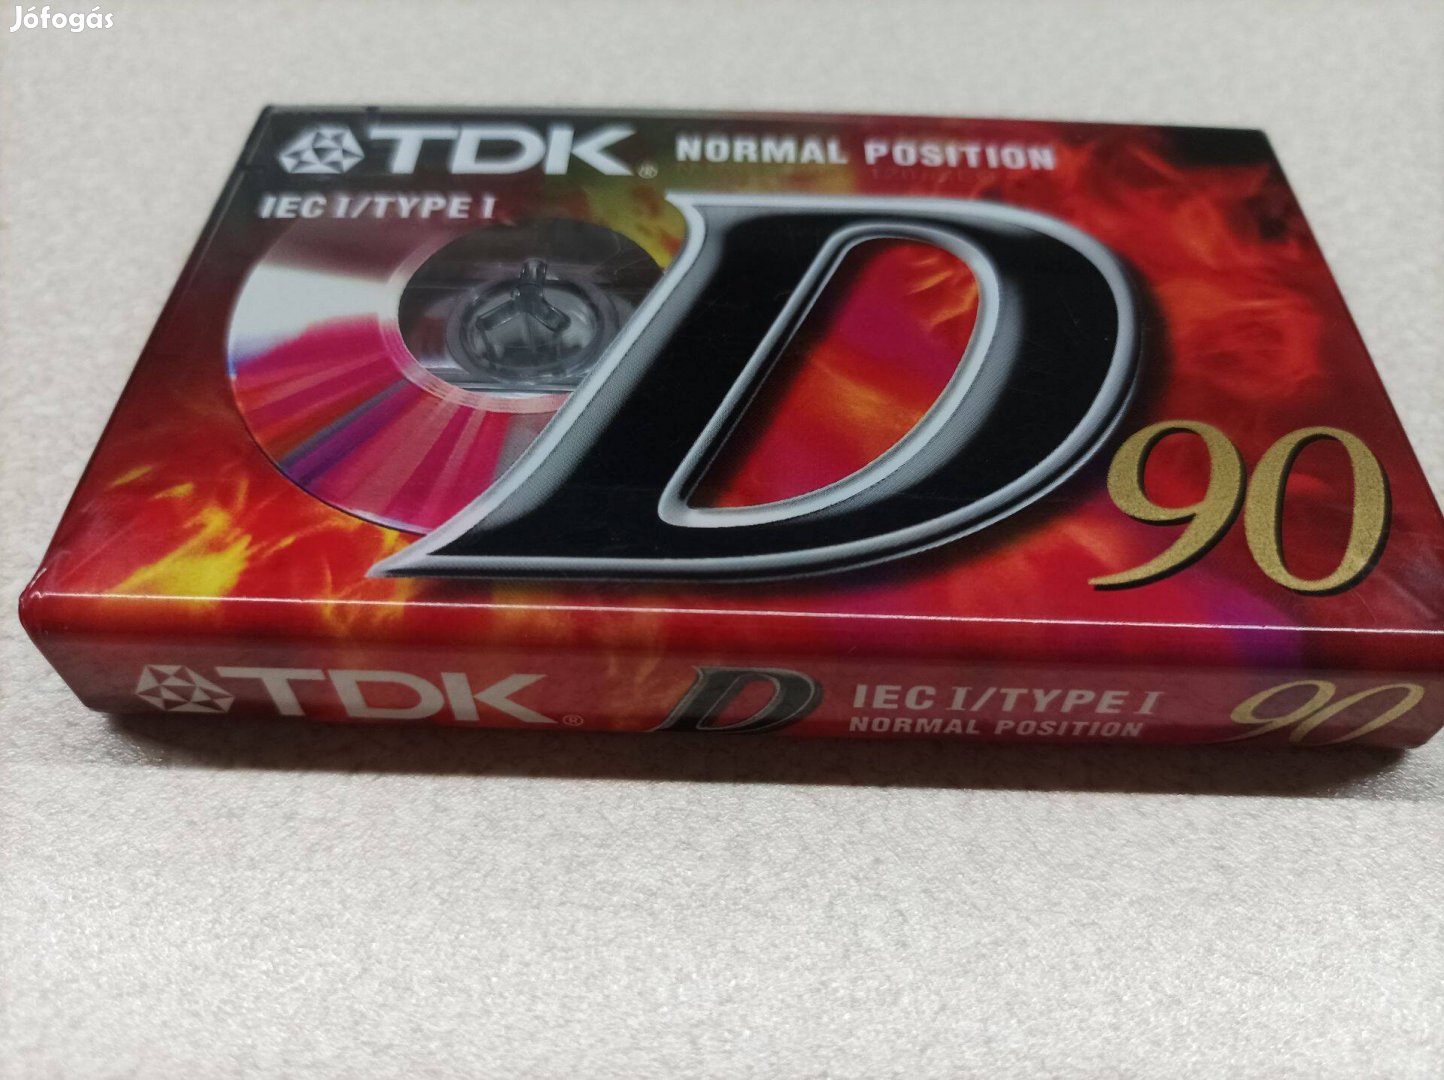 Jófogás
TDK® NORMAL POSITION
IEC I/TYPE I
D 90
TDK® D IEC I/TYPE I 90
NORMAL POSITION